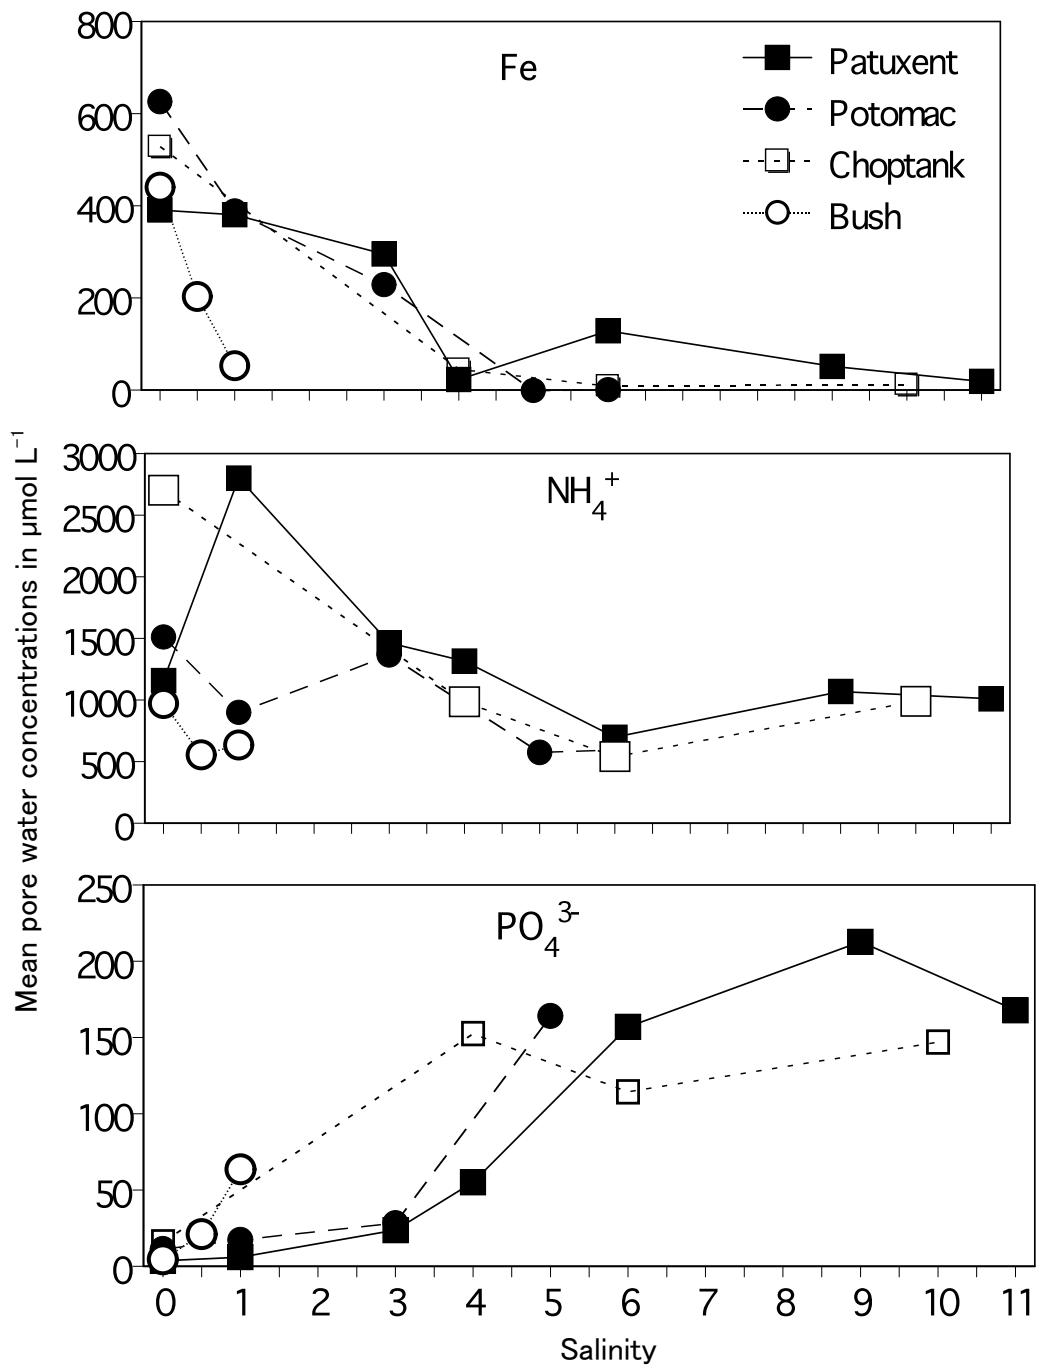 Mean pore water concentrations in µmol L⁻¹
800
600
400
200
0
Fe
Patuxent
Potomac
Choptank
Bush
3000
2500
2000
1500
1000
500
0
NH₄⁺
250
200
150
100
50
0
PO₄³⁻
0 1 2 3 4 5 6 7 8 9 10 11
Salinity